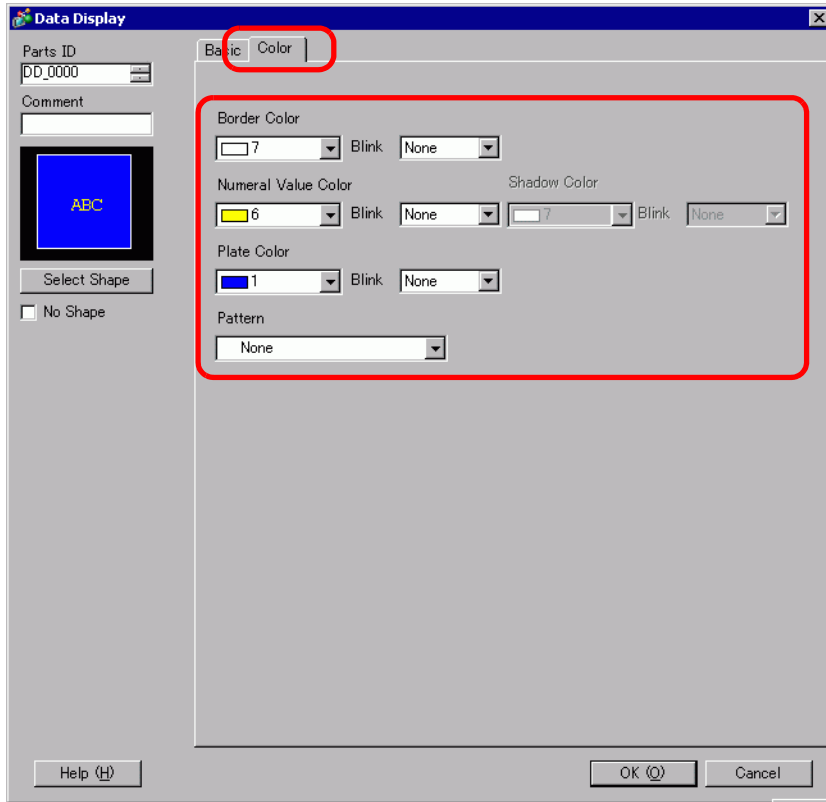 Data Display
Parts ID
DD_0000
Comment
ABC
Select Shape
No Shape
Basic Color
Border Color
7 Blink None
Numeral Value Color Shadow Color
6 Blink None 7 Blink None
Plate Color
1 Blink None
Pattern
None
Help (H) OK (O) Cancel